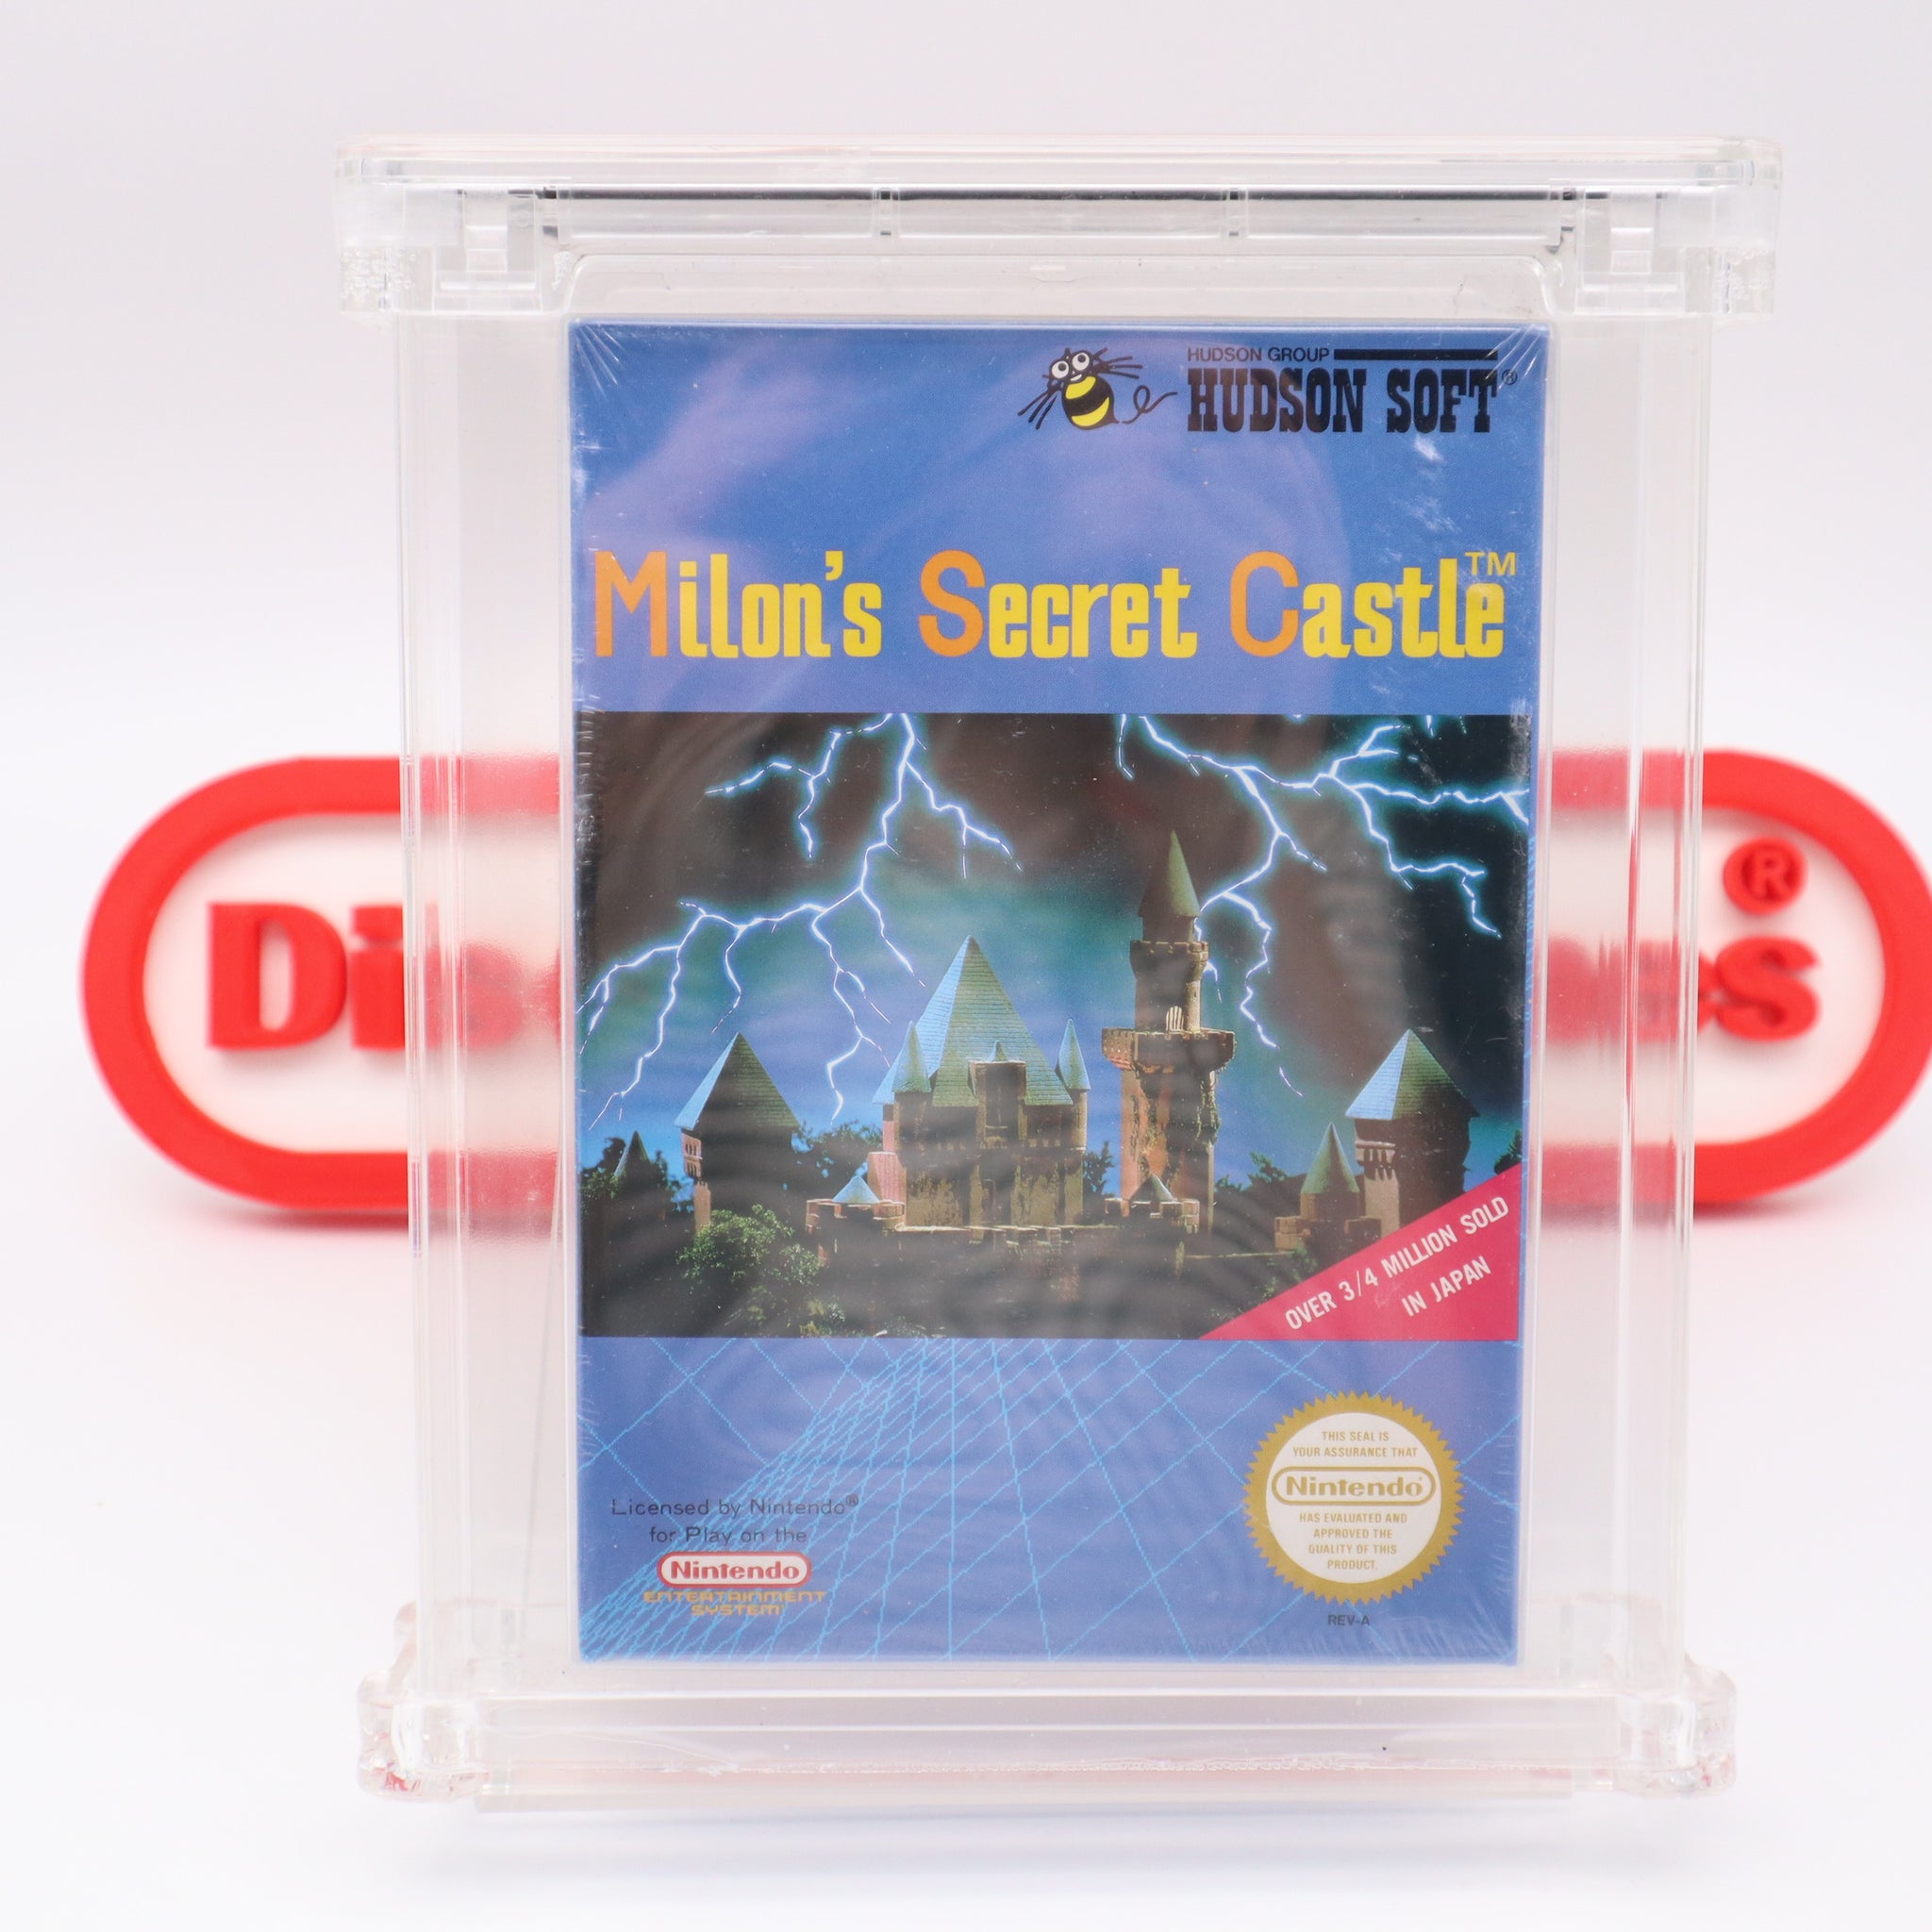 HUDSON GROUP
HUDSON SOFT®
Milon's Secret Castle™
OVER 3/4 MILLION SOLD
IN JAPAN
Licensed by Nintendo®
for Play on the
Nintendo
ENTERTAINMENT
SYSTEM
THIS SEAL IS
YOUR ASSURANCE THAT
Nintendo®
HAS EVALUATED AND
APPROVED THE
QUALITY OF THIS
PRODUCT.
REV-A
®